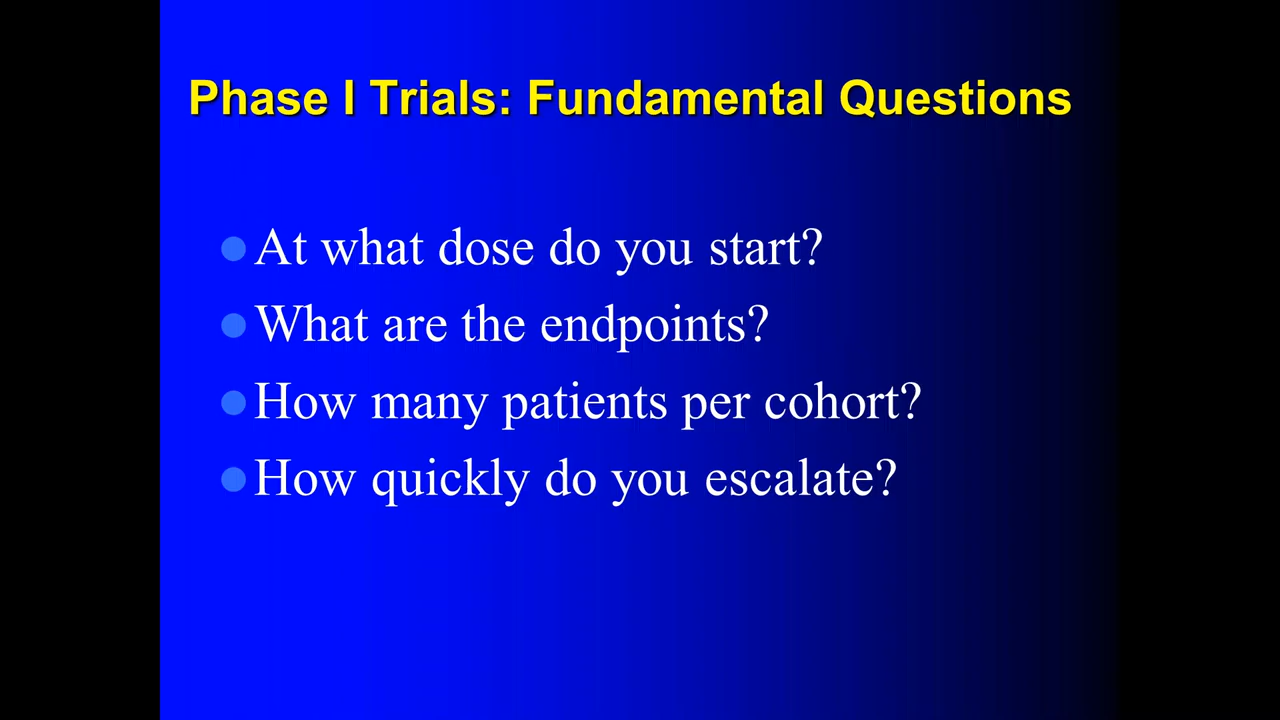 Phase I Trials: Fundamental Questions
At what dose do you start?
What are the endpoints?
How many patients per cohort?
How quickly do you escalate?